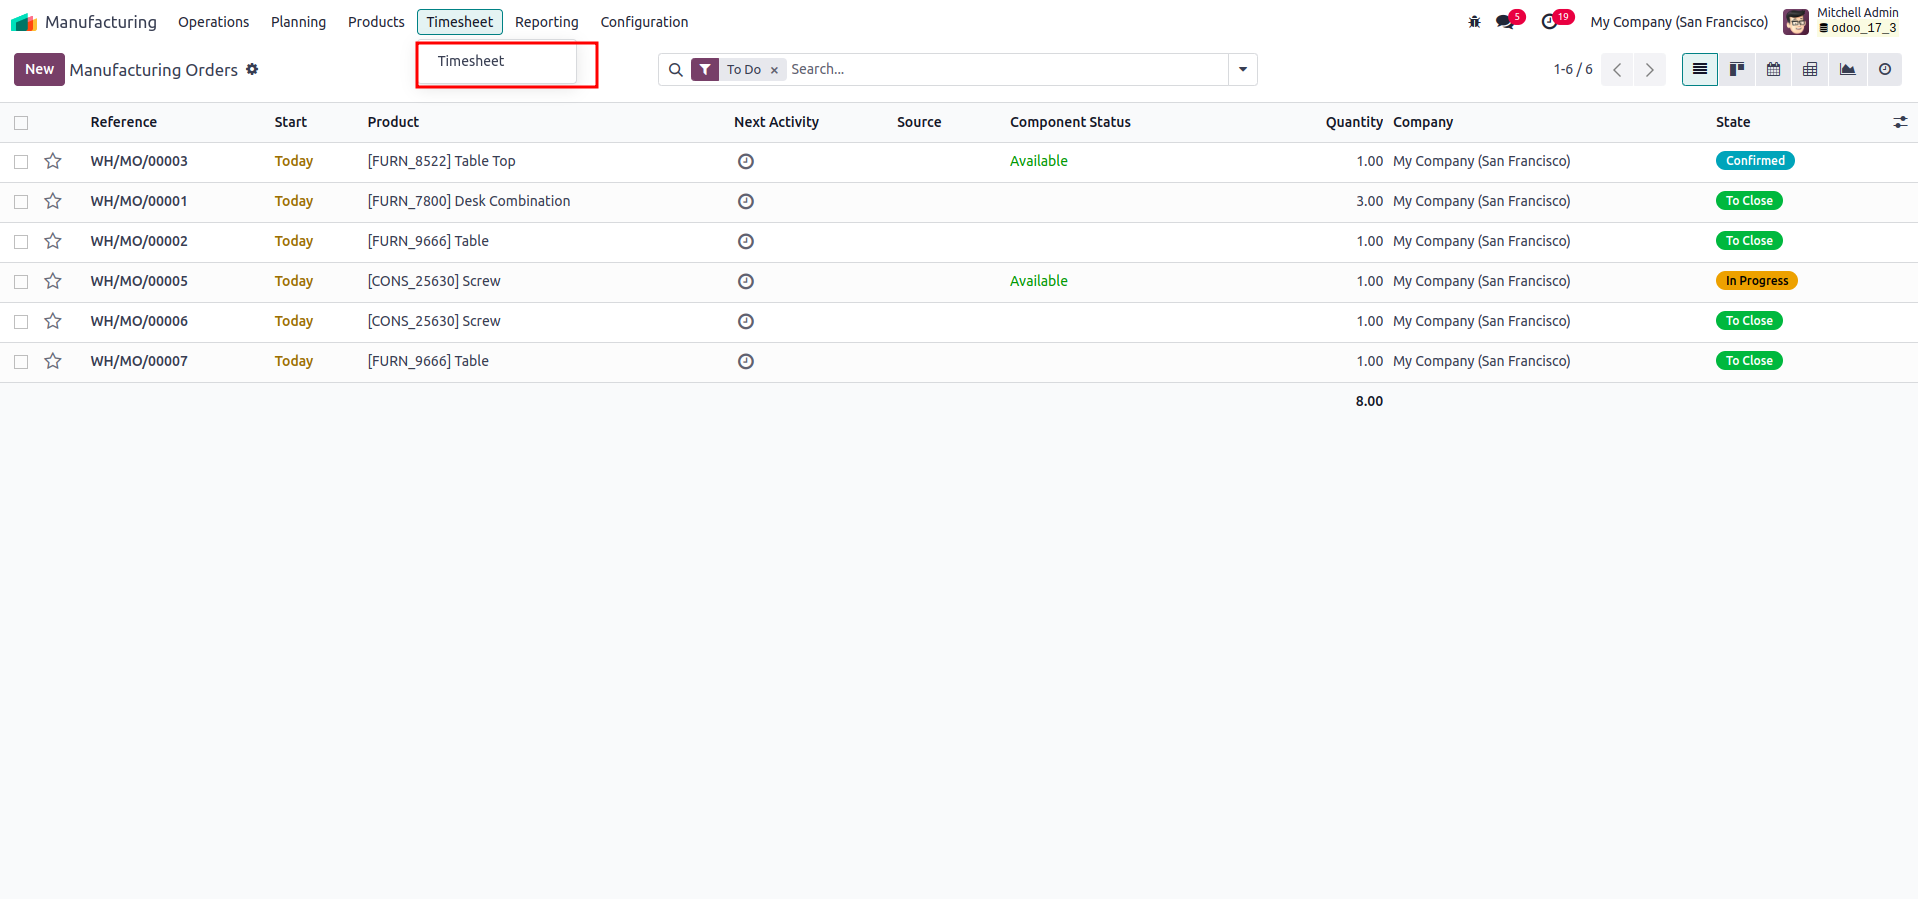 Manufacturing Operations Planning Products Timesheet Reporting Configuration 5 19 My Company (San Francisco) Mitchell Admin
odoo_17_3
New Manufacturing Orders Timesheet To Do × Search... 1-6 / 6
Reference Start Product Next Activity Source Component Status Quantity Company State
WH/MO/00003 Today [FURN_8522] Table Top Available 1.00 My Company (San Francisco) Confirmed
WH/MO/00001 Today [FURN_7800] Desk Combination 3.00 My Company (San Francisco) To Close
WH/MO/00002 Today [FURN_9666] Table 1.00 My Company (San Francisco) To Close
WH/MO/00005 Today [CONS_25630] Screw Available 1.00 My Company (San Francisco) In Progress
WH/MO/00006 Today [CONS_25630] Screw 1.00 My Company (San Francisco) To Close
WH/MO/00007 Today [FURN_9666] Table 1.00 My Company (San Francisco) To Close
8.00